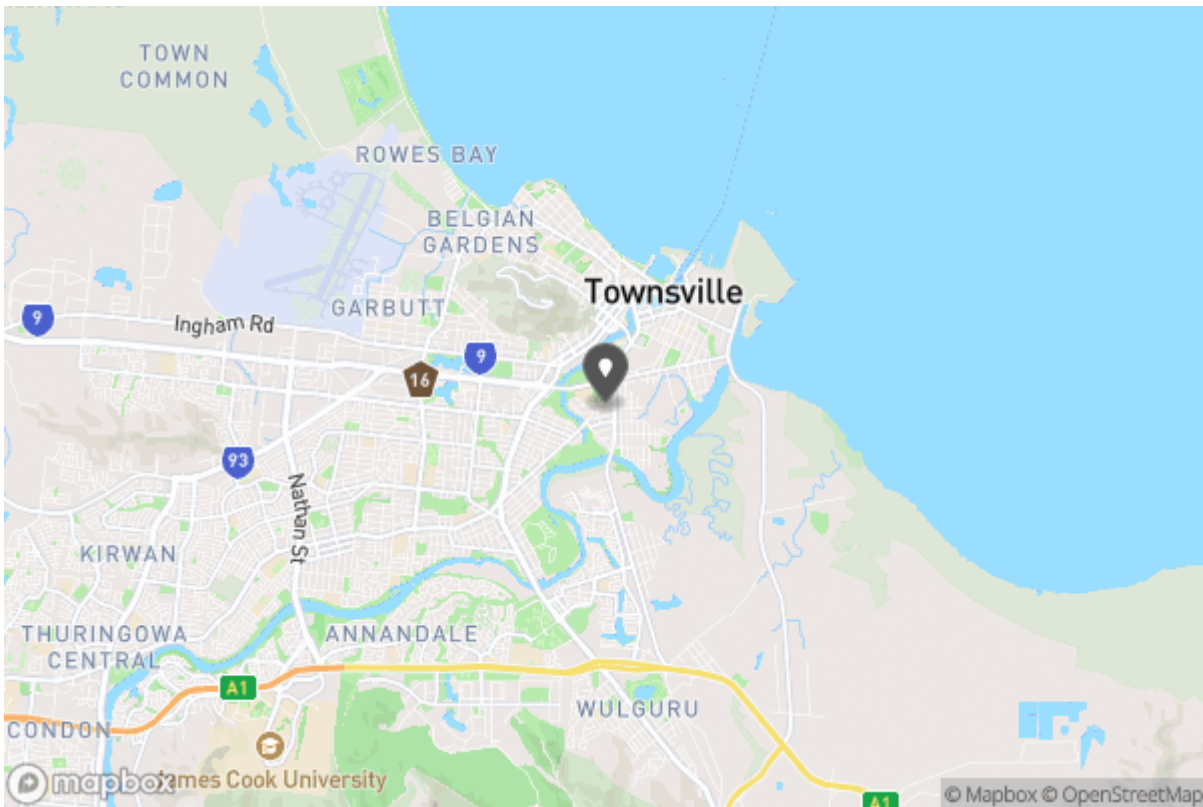 TOWN
COMMON
ROWES BAY
BELGIAN
GARDENS
Townsville
GARBUTT
9
Ingham Rd
9
16
93
Nathan St
KIRWAN
THURINGOWA
CENTRAL
ANNANDALE
A1
WULGURU
CONDON
James Cook University
mapbox
© Mapbox © OpenStreetMap
A1